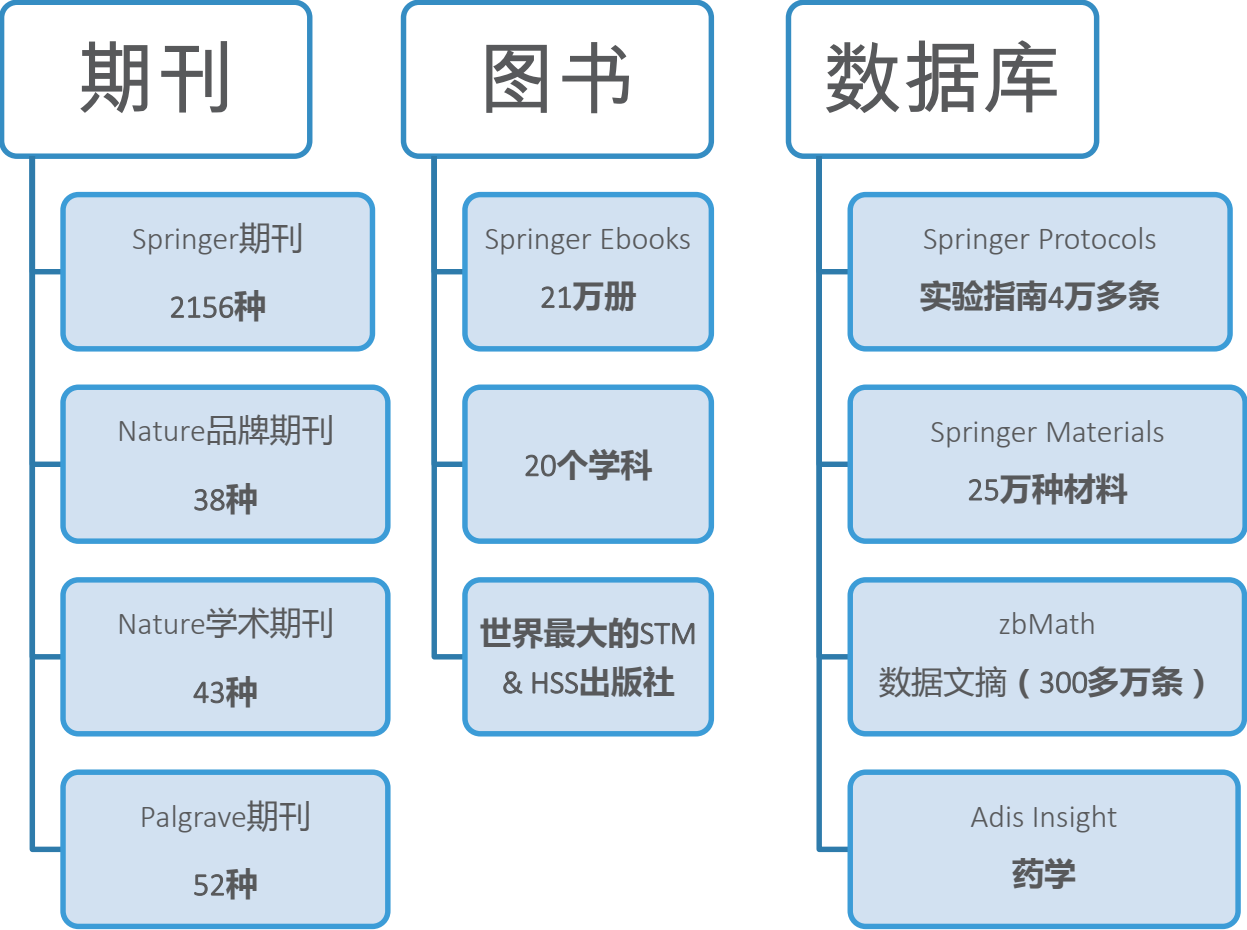 期刊
Springer期刊
2156种
Nature品牌期刊
38种
Nature学术期刊
43种
Palgrave期刊
52种
图书
Springer Ebooks
21万册
20个学科
世界最大的STM
& HSS出版社
数据库
Springer Protocols
实验指南4万多条
Springer Materials
25万种材料
zbMath
数据文摘（300多万条）
Adis Insight
药学